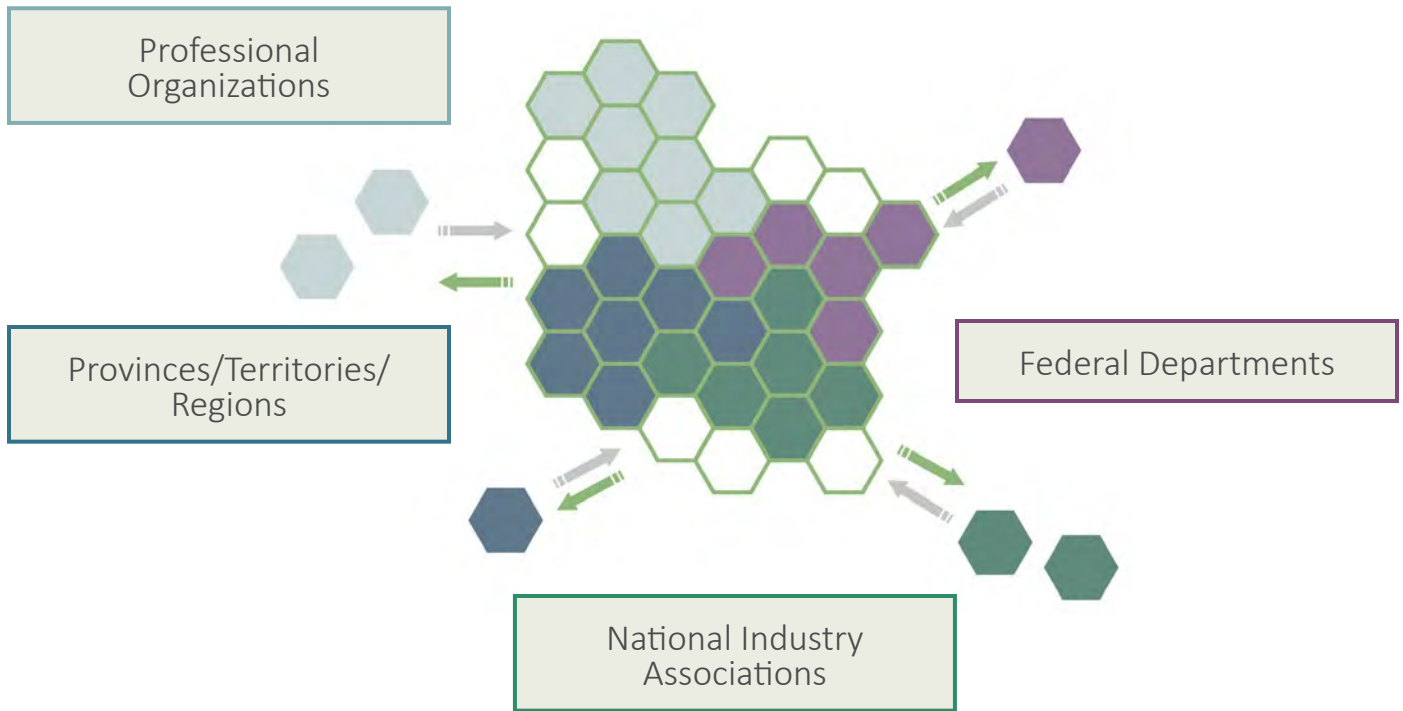 Professional
Organizations
Provinces/Territories/
Regions
Federal Departments
National Industry
Associations